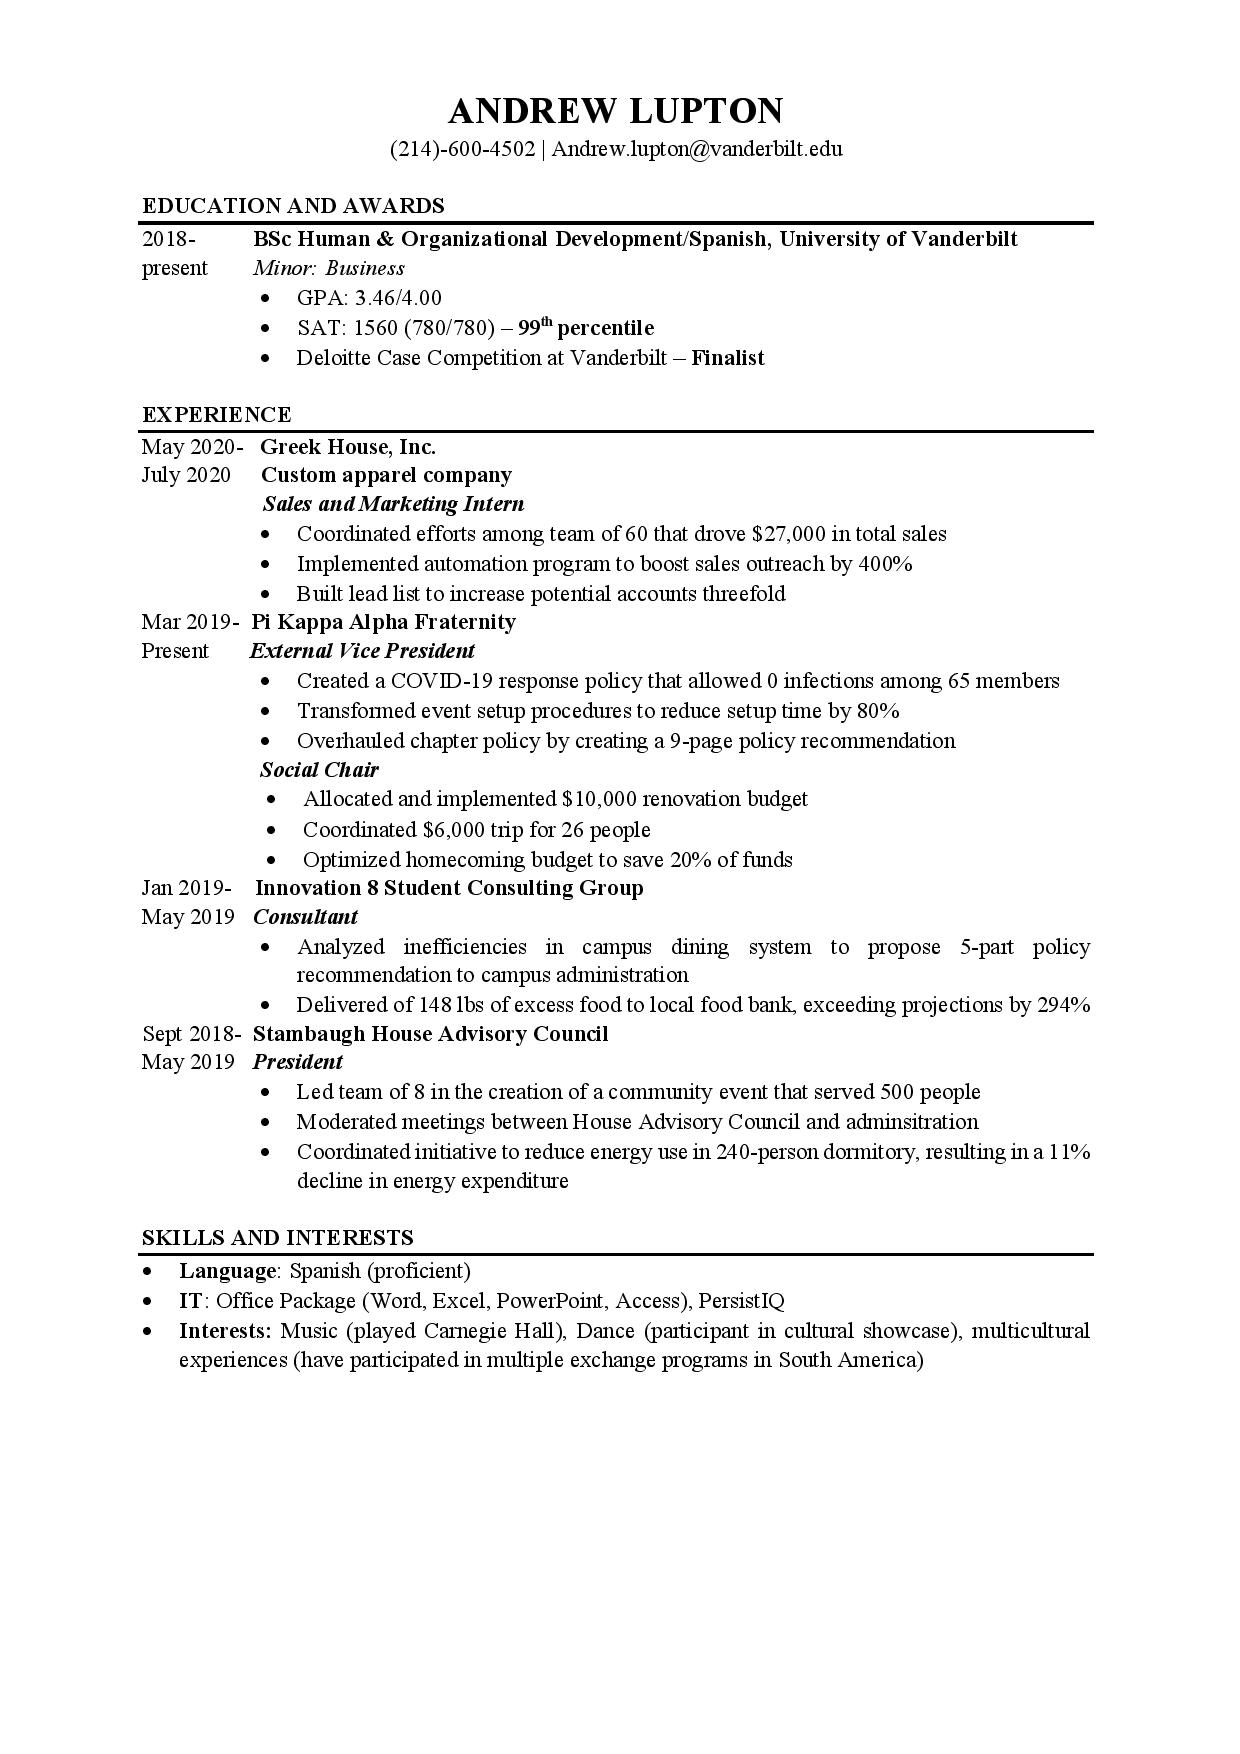 ANDREW LUPTON
(214)-600-4502 | Andrew.lupton@vanderbilt.edu
EDUCATION AND AWARDS
2018- BSc Human & Organizational Development/Spanish, University of Vanderbilt
present Minor: Business
• GPA: 3.46/4.00
• SAT: 1560 (780/780) – 99th percentile
• Deloitte Case Competition at Vanderbilt – Finalist
EXPERIENCE
May 2020- Greek House, Inc.
July 2020 Custom apparel company
Sales and Marketing Intern
• Coordinated efforts among team of 60 that drove $27,000 in total sales
• Implemented automation program to boost sales outreach by 400%
• Built lead list to increase potential accounts threefold
Mar 2019- Pi Kappa Alpha Fraternity
Present External Vice President
• Created a COVID-19 response policy that allowed 0 infections among 65 members
• Transformed event setup procedures to reduce setup time by 80%
• Overhauled chapter policy by creating a 9-page policy recommendation
Social Chair
• Allocated and implemented $10,000 renovation budget
• Coordinated $6,000 trip for 26 people
• Optimized homecoming budget to save 20% of funds
Jan 2019- Innovation 8 Student Consulting Group
May 2019 Consultant
• Analyzed inefficiencies in campus dining system to propose 5-part policy
recommendation to campus administration
• Delivered of 148 lbs of excess food to local food bank, exceeding projections by 294%
Sept 2018- Stambaugh House Advisory Council
May 2019 President
• Led team of 8 in the creation of a community event that served 500 people
• Moderated meetings between House Advisory Council and adminsitration
• Coordinated initiative to reduce energy use in 240-person dormitory, resulting in a 11%
decline in energy expenditure
SKILLS AND INTERESTS
• Language: Spanish (proficient)
• IT: Office Package (Word, Excel, PowerPoint, Access), PersistIQ
• Interests: Music (played Carnegie Hall), Dance (participant in cultural showcase), multicultural
experiences (have participated in multiple exchange programs in South America)